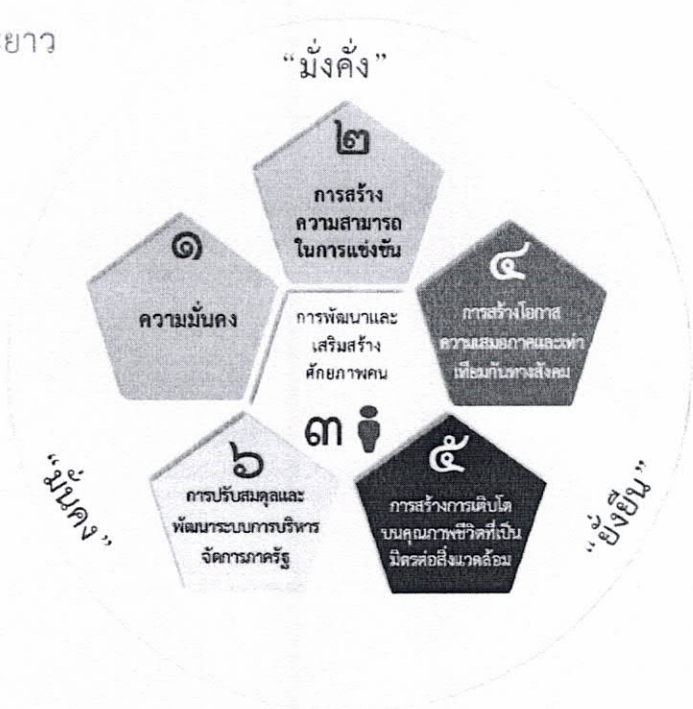 ยาว
“มั่งคั่ง”
๒
การสร้าง
ความสามารถ
ในการแข่งขัน
๑
ความมั่นคง
๔
การสร้างโอกาส
ความเสมอภาคและเท่า
เทียมกันทางสังคม
การพัฒนาและ
เสริมสร้าง
ศักยภาพคน
๓
๖
การปรับสมดุลและ
พัฒนาระบบการบริหาร
จัดการภาครัฐ
๕
การสร้างการเติบโต
บนคุณภาพชีวิตที่เป็น
มิตรต่อสิ่งแวดล้อม
“มั่นคง”
“ยั่งยืน”